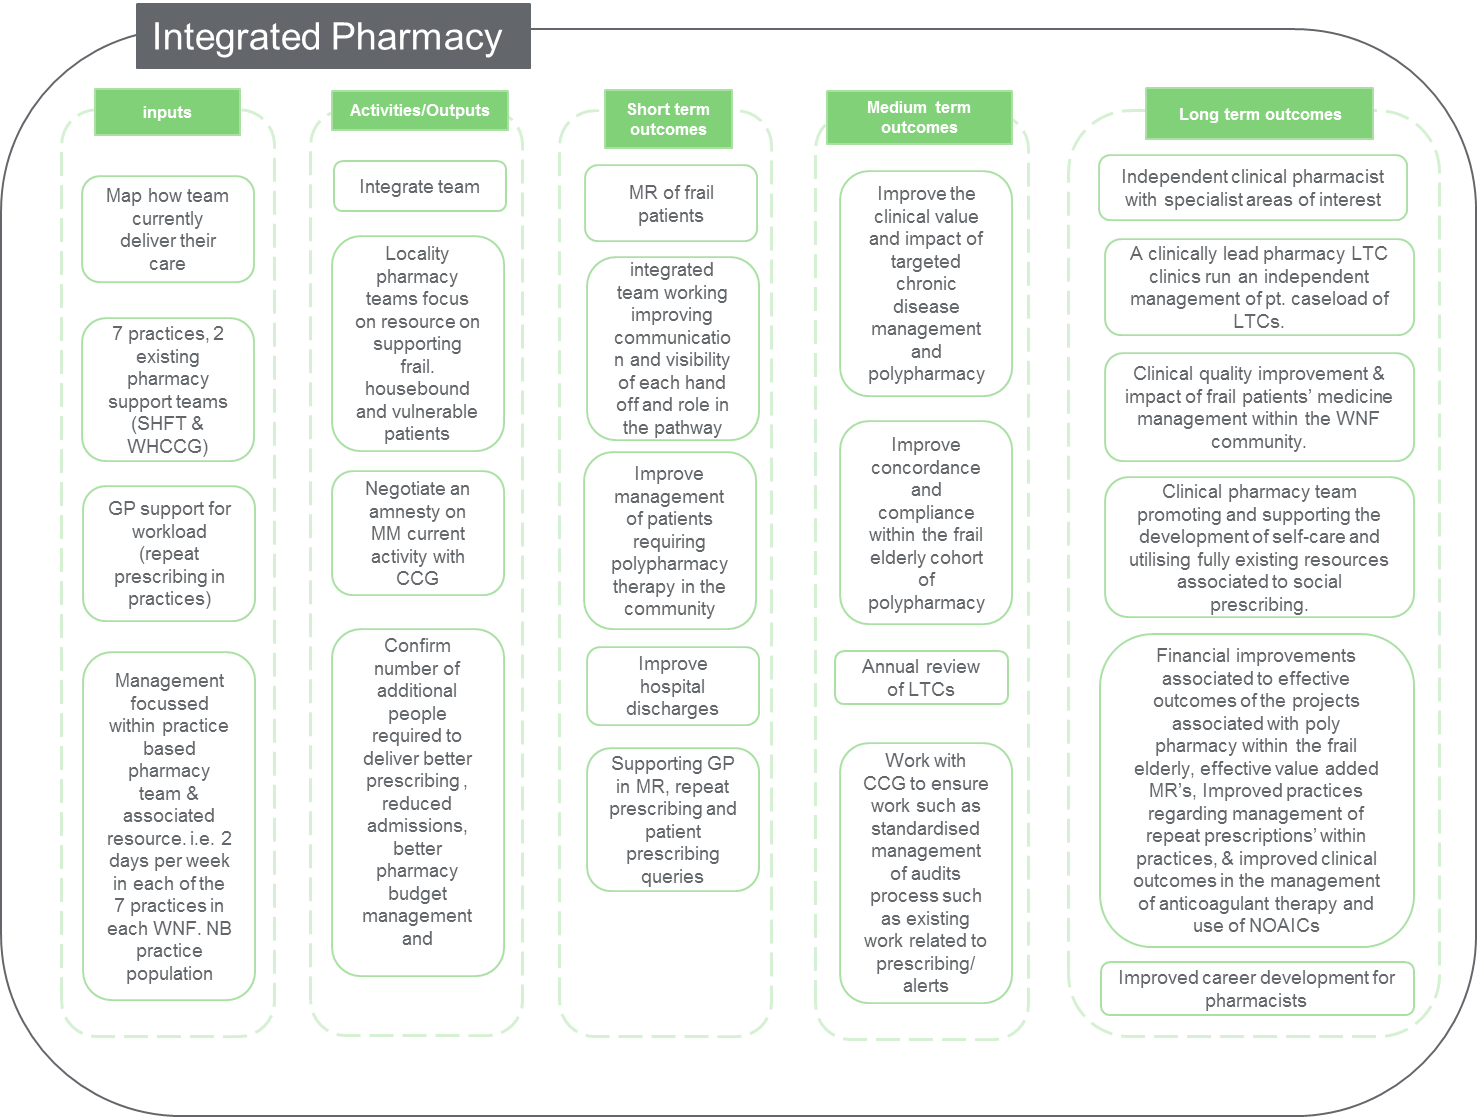 Integrated Pharmacy
inputs
Map how team
currently
deliver their
care
7 practices, 2
existing
pharmacy
support teams
(SHFT &
WHCCG)
GP support for
workload
(repeat
prescribing in
practices)
Management
focussed
within practice
based
pharmacy
team &
associated
resource. i.e. 2
days per week
in each of the
7 practices in
each WNF. NB
practice
population
Activities/Outputs
Integrate team
Locality
pharmacy
teams focus
on resource on
supporting
frail.
housebound
and vulnerable
patients
Negotiate an
amnesty on
MM current
activity with
CCG
Confirm
number of
additional
people
required to
deliver better
prescribing ,
reduced
admissions,
better
pharmacy
budget
management
and
Short term
outcomes
MR of frail
patients
integrated
team working
improving
communicatio
n and visibility
of each hand
off and role in
the pathway
Improve
management
of patients
requiring
polypharmacy
therapy in the
community
Improve
hospital
discharges
Supporting GP
in MR, repeat
prescribing and
patient
prescribing
queries
Medium term
outcomes
Improve the
clinical value
and impact of
targeted
chronic
disease
management
and
polypharmacy
Improve
concordance
and
compliance
within the frail
elderly cohort
of
polypharmacy
Annual review
of LTCs
Work with
CCG to ensure
work such as
standardised
management
of audits
process such
as existing
work related to
prescribing/
alerts
Long term outcomes
Independent clinical pharmacist
with specialist areas of interest
A clinically lead pharmacy LTC
clinics run an independent
management of pt. caseload of
LTCs.
Clinical quality improvement &
impact of frail patients’ medicine
management within the WNF
community.
Clinical pharmacy team
promoting and supporting the
development of self-care and
utilising fully existing resources
associated to social
prescribing.
Financial improvements
associated to effective
outcomes of the projects
associated with poly
pharmacy within the frail
elderly, effective value added
MR’s, Improved practices
regarding management of
repeat prescriptions’ within
practices, & improved clinical
outcomes in the management
of anticoagulant therapy and
use of NOAICs
Improved career development for
pharmacists